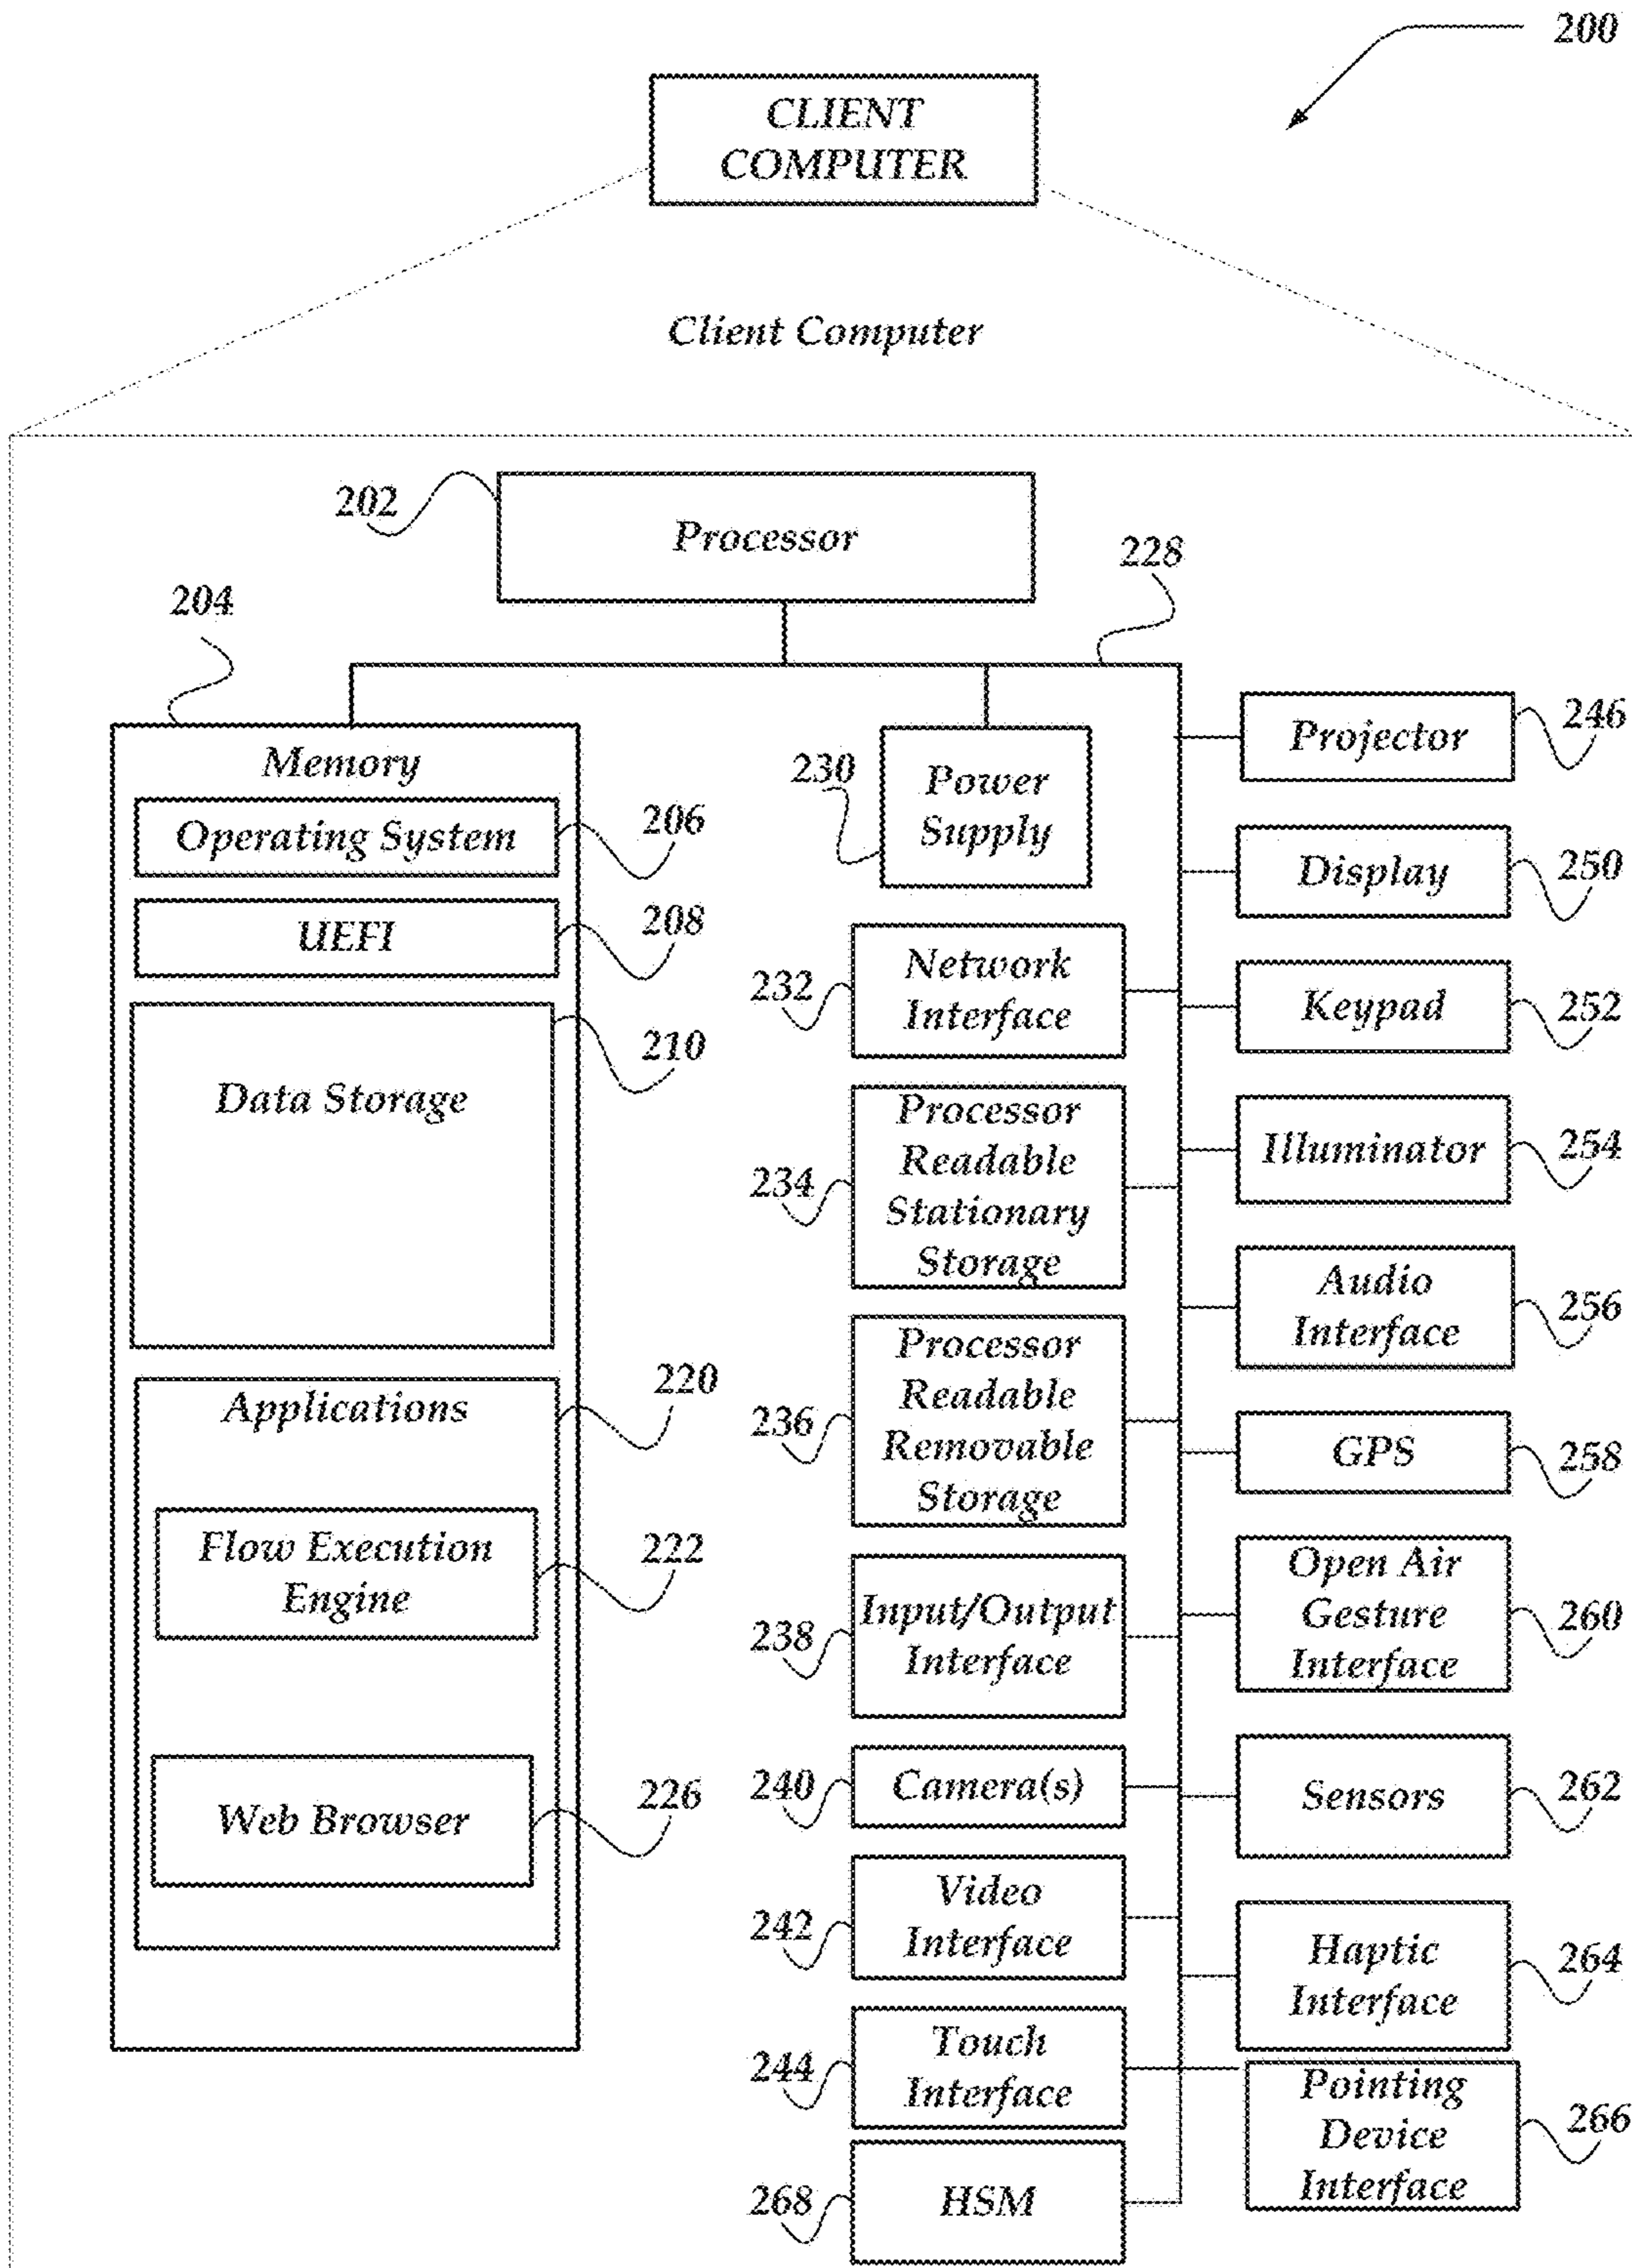 200
CLIENT
COMPUTER
Client Computer
202
Processor
228
204
Memory
Operating System
206
UEFI
208
Data Storage
210
Applications
220
Flow Execution
Engine
222
Web Browser
226
230
Power
Supply
232
Network
Interface
234
Processor
Readable
Stationary
Storage
236
Processor
Readable
Removable
Storage
238
Input/Output
Interface
240
Camera(s)
242
Video
Interface
244
Touch
Interface
268
HSM
Projector
246
Display
250
Keypad
252
Illuminator
254
Audio
Interface
256
GPS
258
Open Air
Gesture
Interface
260
Sensors
262
Haptic
Interface
264
Pointing
Device
Interface
266